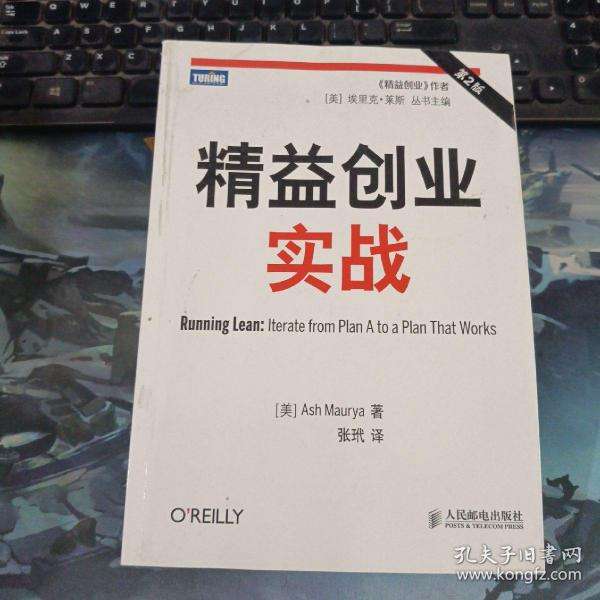 TURING
《精益创业》作者
[美] 埃里克·莱斯 丛书主编
第2版
精益创业
实战
Running Lean: Iterate from Plan A to a Plan That Works
[美] Ash Maurya 著
张玳 译
O'REILLY
人民邮电出版社
POSTS & TELECOM PRESS
孔夫子旧书网
www.kongfz.com